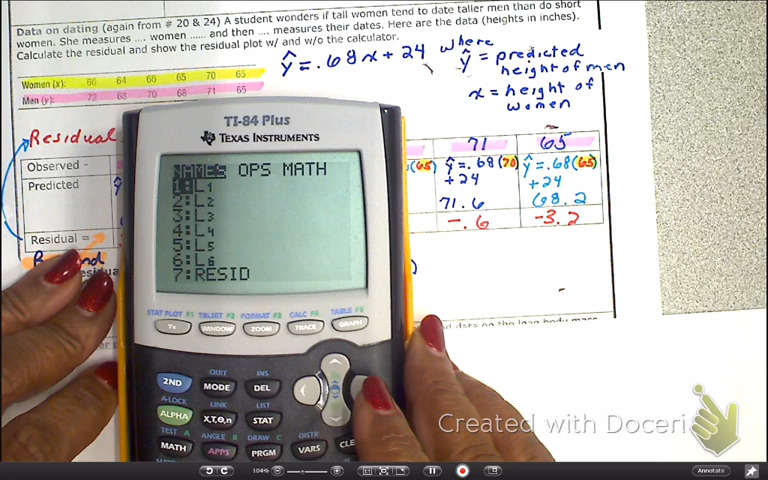 Data on dating (again from # 20 & 24) A student wonders if tall women tend to date taller men than do short
women. She measures .... women ...... and then .... measures their dates. Here are the data (heights in inches).
Calculate the residual and show the residual plot w/ and w/o the calculator.
ŷ = .68x + 24 where
ŷ = predicted
height of men
x = height of
women
Women (x): 66 64 66 65 70 65
Men (y): 72 68 70 68 71 65
Residual
71 65
Observed -
Predicted
(65) ŷ = .68(70) ŷ = .68(65)
+24 +24
71.6 68.2
Residual = -.6 -3.2
TI-84 Plus
TEXAS INSTRUMENTS
NAMES OPS MATH
1:L1
2:L2
3:L3
4:L4
5:L5
6:L6
7:RESID
STAT PLOT F1 TBLSET F2 FORMAT F3 CALC F4 TABLE F5
Y= WINDOW ZOOM TRACE GRAPH
QUIT INS
2ND MODE DEL
A-LOCK LINK LIST
ALPHA X,T,Θ,n STAT
TEST A ANGLE B DRAW C DISTR
MATH APPS PRGM VARS CLE
Created with Doceri
104%
Annotate